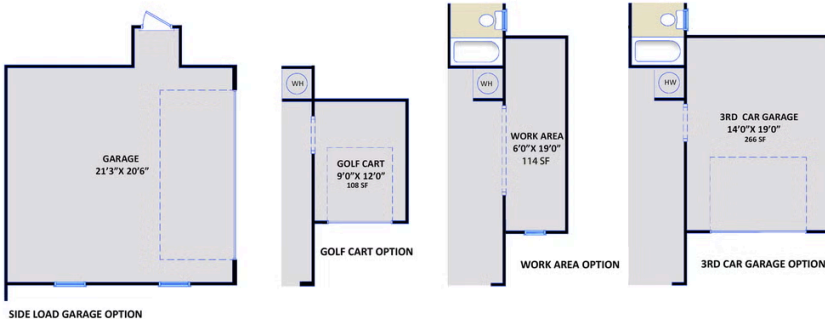 GARAGE
21'3"X 20'6"
SIDE LOAD GARAGE OPTION
WH
GOLF CART
9'0"X 12'0"
108 SF
GOLF CART OPTION
WH
WORK AREA
6'0"X 19'0"
114 SF
WORK AREA OPTION
HW
3RD CAR GARAGE
14'0"X 19'0"
266 SF
3RD CAR GARAGE OPTION